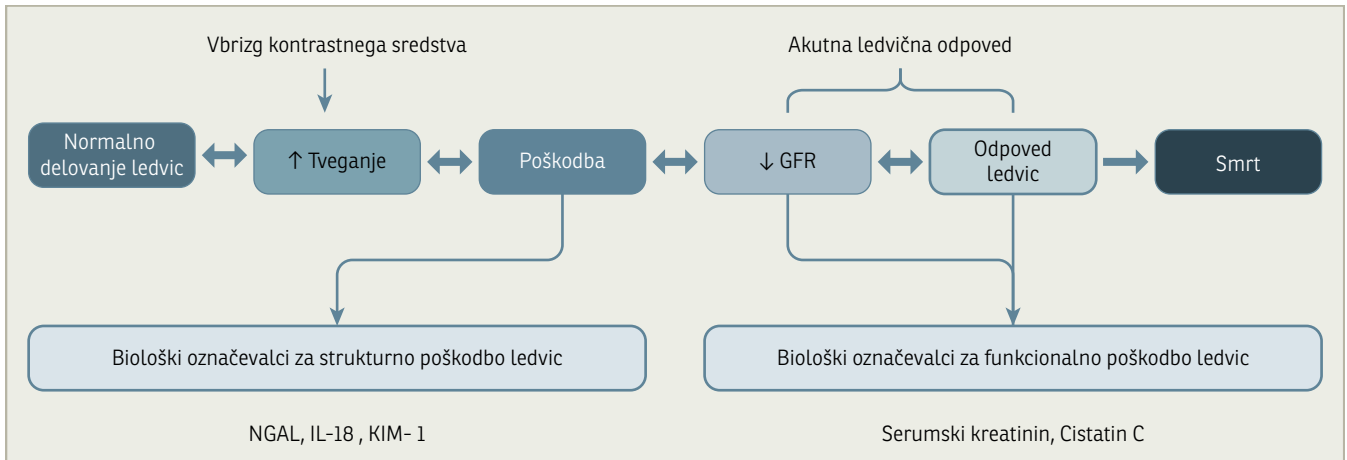 Vbrizg kontrastnega sredstva
Akutna ledvična odpoved
Normalno
delovanje ledvic
↑ Tveganje
Poškodba
↓ GFR
Odpoved
ledvic
Smrt
Biološki označevalci za strukturno poškodbo ledvic
Biološki označevalci za funkcionalno poškodbo ledvic
NGAL, IL-18 , KIM- 1
Serumski kreatinin, Cistatin C